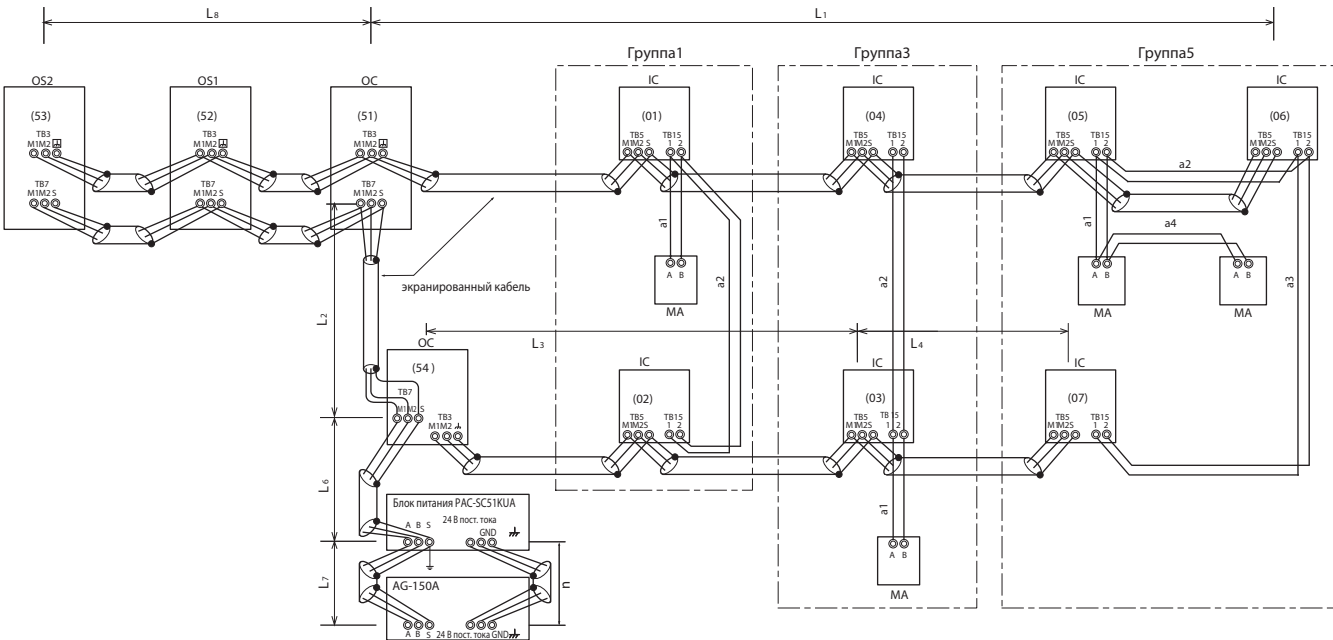 L8
L1
Группа1
Группа3
Группа5
OS2
OS1
OC
IC
IC
IC
IC
(53)
(52)
(51)
(01)
(04)
(05)
(06)
TB3
TB3
TB3
TB5
TB15
TB5
TB15
TB5
TB15
TB5
TB15
M1M2
M1M2
M1M2
M1M2 S
1 2
M1M2 S
1 2
M1M2 S
1 2
M1M2S
1 2
TB7
TB7
TB7
M1M2 S
M1M2 S
M1 M2 S
a2
a1
a2
a2
a1
a4
a3
A B
A B
A B
MA
MA
MA
экранированный кабель
L2
L3
L4
OC
IC
IC
IC
(54)
(02)
(03)
(07)
TB7
M1M2 S
TB3
M1M2
TB5
TB15
TB5
TB 15
TB5
TB15
M1M2S
1 2
M1M2S
1 2
M1M2S
1 2
L6
Блок питания PAC-SC51KUA
24 В пост. тока
A B S
GND
a1
A B
MA
L7
n
AG-150A
A B S
24 В пост. тока GND